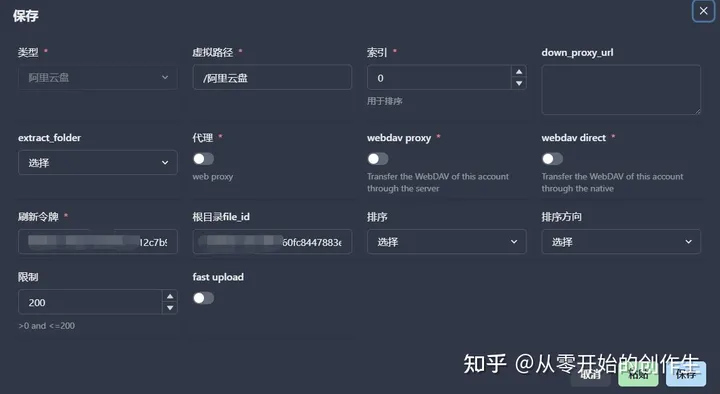 保存
类型 *
虚拟路径 *
索引 *
down_proxy_url
阿里云盘
/阿里云盘
0
用于排序
extract_folder
代理 *
webdav proxy *
webdav direct *
选择
web proxy
Transfer the WebDAV of this account
through the server
Transfer the WebDAV of this account
through the native
刷新令牌 *
根目录file_id
排序
排序方向
12c7b9
60fc8447883e
选择
选择
限制
fast upload
200
>0 and <=200
知乎 @从零开始的创作生
取消
粘贴
保存